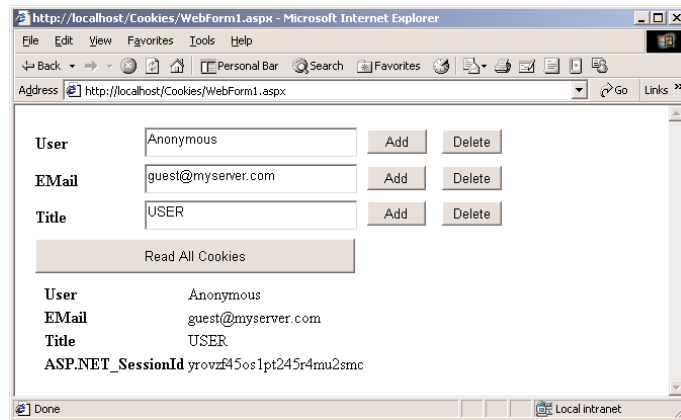 http://localhost/Cookies/WebForm1.aspx - Microsoft Internet Explorer
File Edit View Favorites Tools Help
Back Personal Bar Search Favorites
Address http://localhost/Cookies/WebForm1.aspx Go Links »
User Anonymous Add Delete
EMail guest@myserver.com Add Delete
Title USER Add Delete
Read All Cookies
User Anonymous
EMail guest@myserver.com
Title USER
ASP.NET_SessionId yrovzf45os1pt245r4mu2smc
Done Local intranet